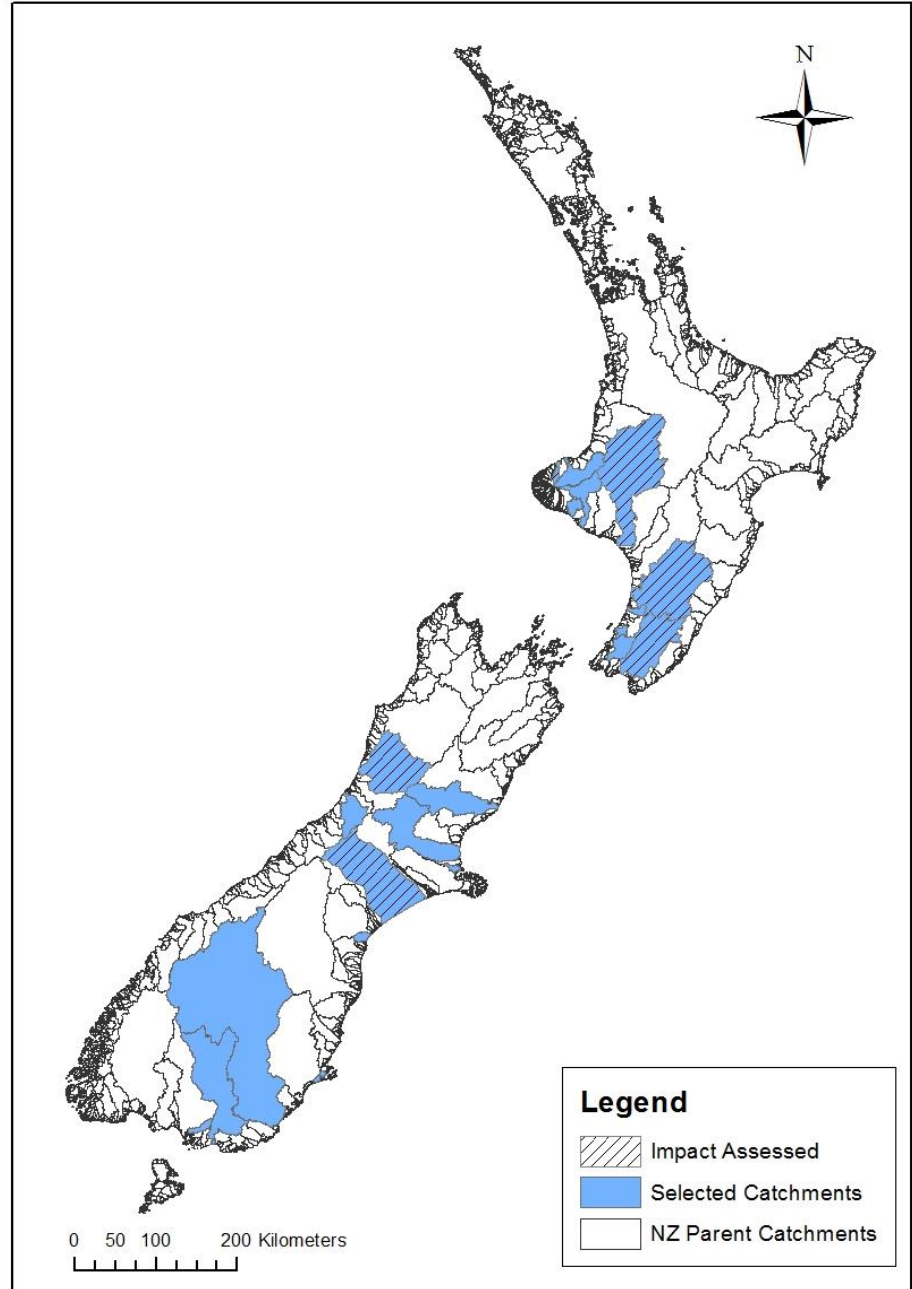 N
Legend
Impact Assessed
Selected Catchments
NZ Parent Catchments
0 50 100 200 Kilometers